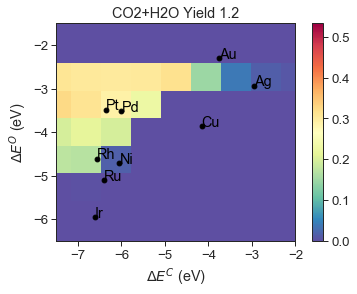 CO2+H2O Yield 1.2
Au
Ag
Pt
Pd
Cu
Rh
Ni
Ru
Ir
−2
−3
−4
−5
−6
ΔE^O (eV)
−7
−6
−5
−4
−3
−2
ΔE^C (eV)
0.5
0.4
0.3
0.2
0.1
0.0